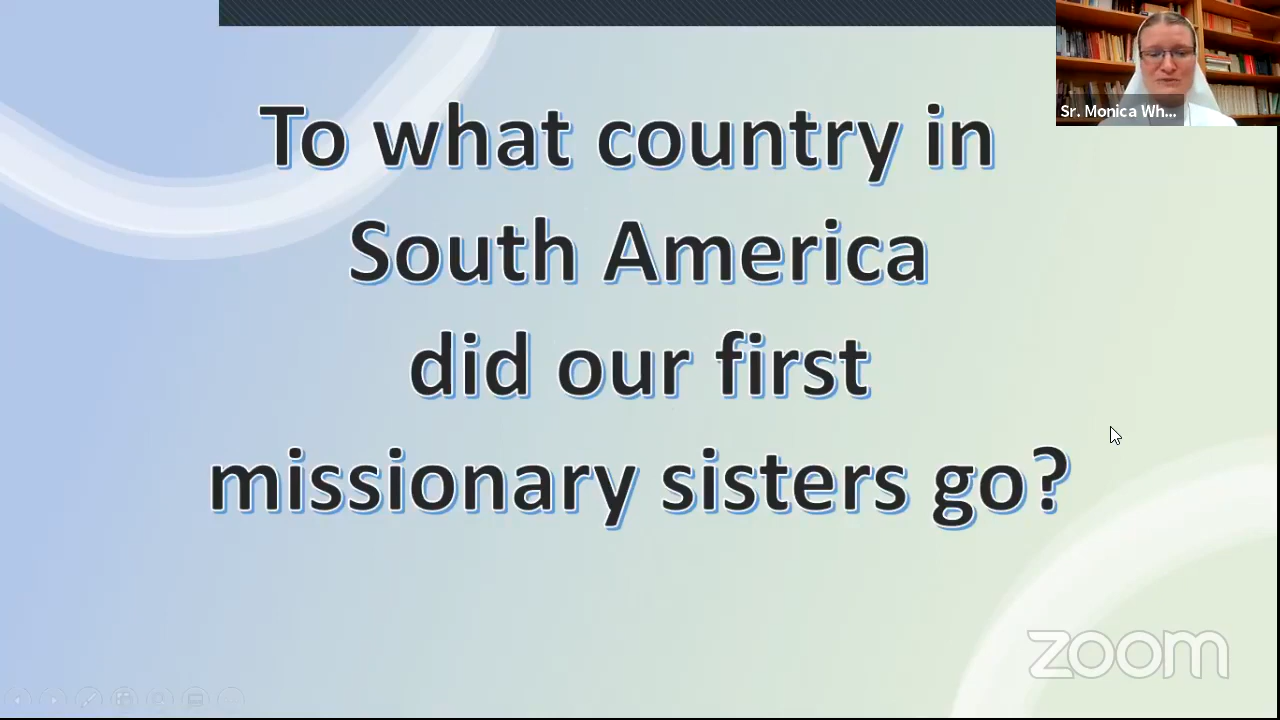 Sr. Monica Wh...
To what country in
South America
did our first
missionary sisters go?
zoom